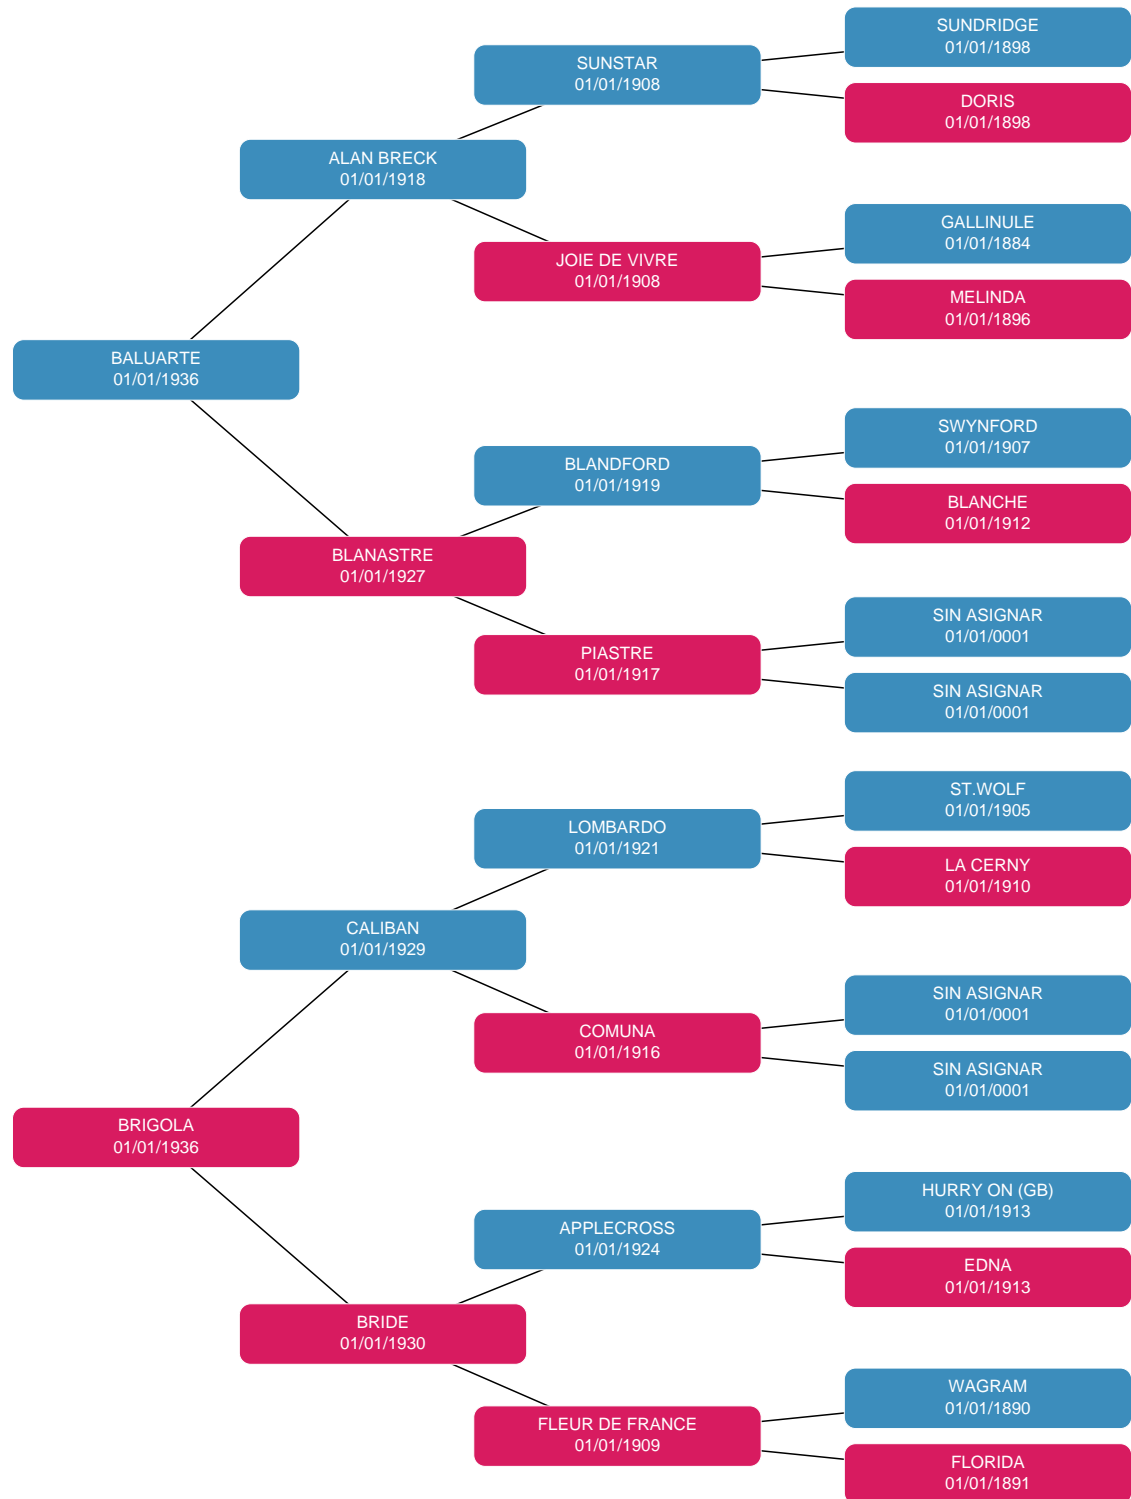 SUNDRIDGE
01/01/1898
SUNSTAR
01/01/1908
DORIS
01/01/1898
ALAN BRECK
01/01/1918
GALLINULE
01/01/1884
JOIE DE VIVRE
01/01/1908
MELINDA
01/01/1896
BALUARTE
01/01/1936
SWYNFORD
01/01/1907
BLANDFORD
01/01/1919
BLANCHE
01/01/1912
BLANASTRE
01/01/1927
SIN ASIGNAR
01/01/0001
PIASTRE
01/01/1917
SIN ASIGNAR
01/01/0001
ST.WOLF
01/01/1905
LOMBARDO
01/01/1921
LA CERNY
01/01/1910
CALIBAN
01/01/1929
SIN ASIGNAR
01/01/0001
COMUNA
01/01/1916
SIN ASIGNAR
01/01/0001
BRIGOLA
01/01/1936
HURRY ON (GB)
01/01/1913
APPLECROSS
01/01/1924
EDNA
01/01/1913
BRIDE
01/01/1930
WAGRAM
01/01/1890
FLEUR DE FRANCE
01/01/1909
FLORIDA
01/01/1891